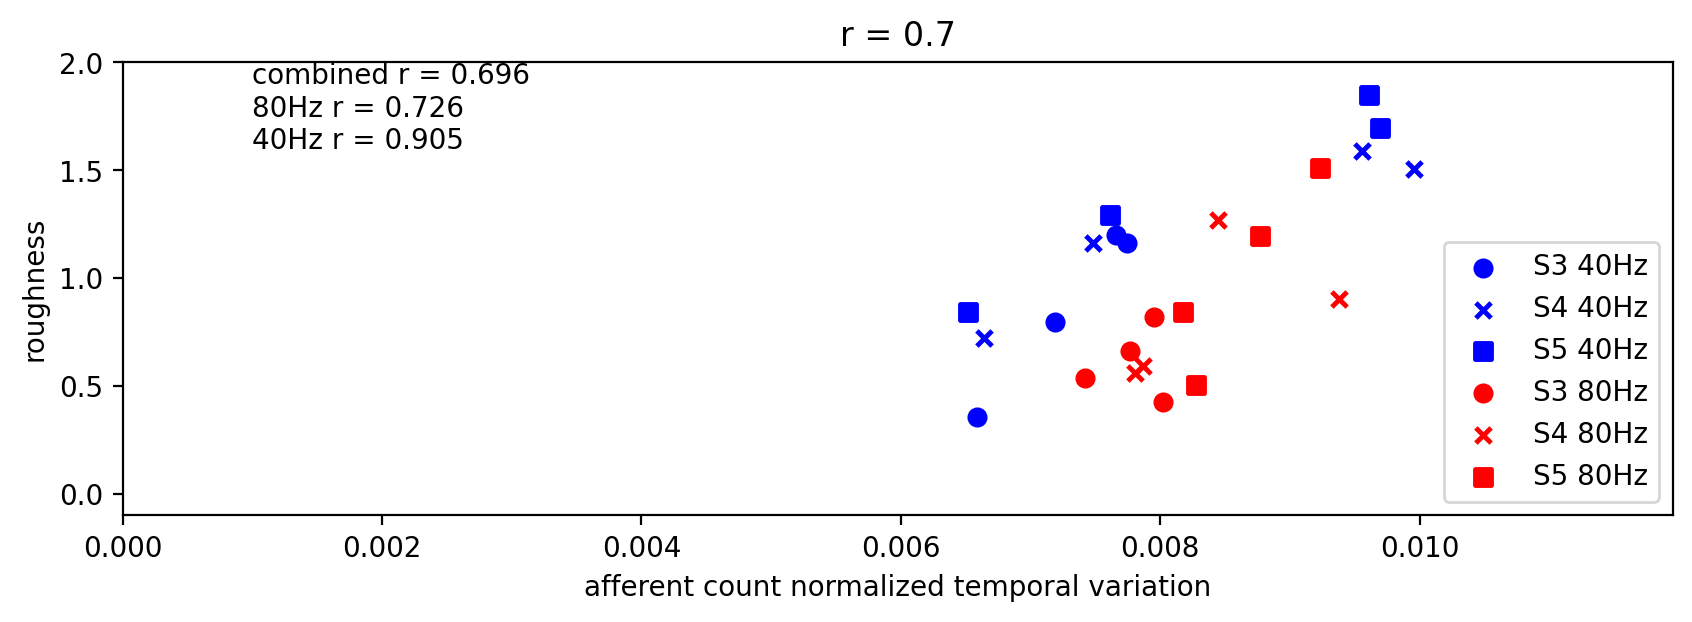 r = 0.7
combined r = 0.696
80Hz r = 0.726
40Hz r = 0.905
2.0
1.5
1.0
0.5
0.0
roughness
S3 40Hz
S4 40Hz
S5 40Hz
S3 80Hz
S4 80Hz
S5 80Hz
0.000 0.002 0.004 0.006 0.008 0.010
afferent count normalized temporal variation